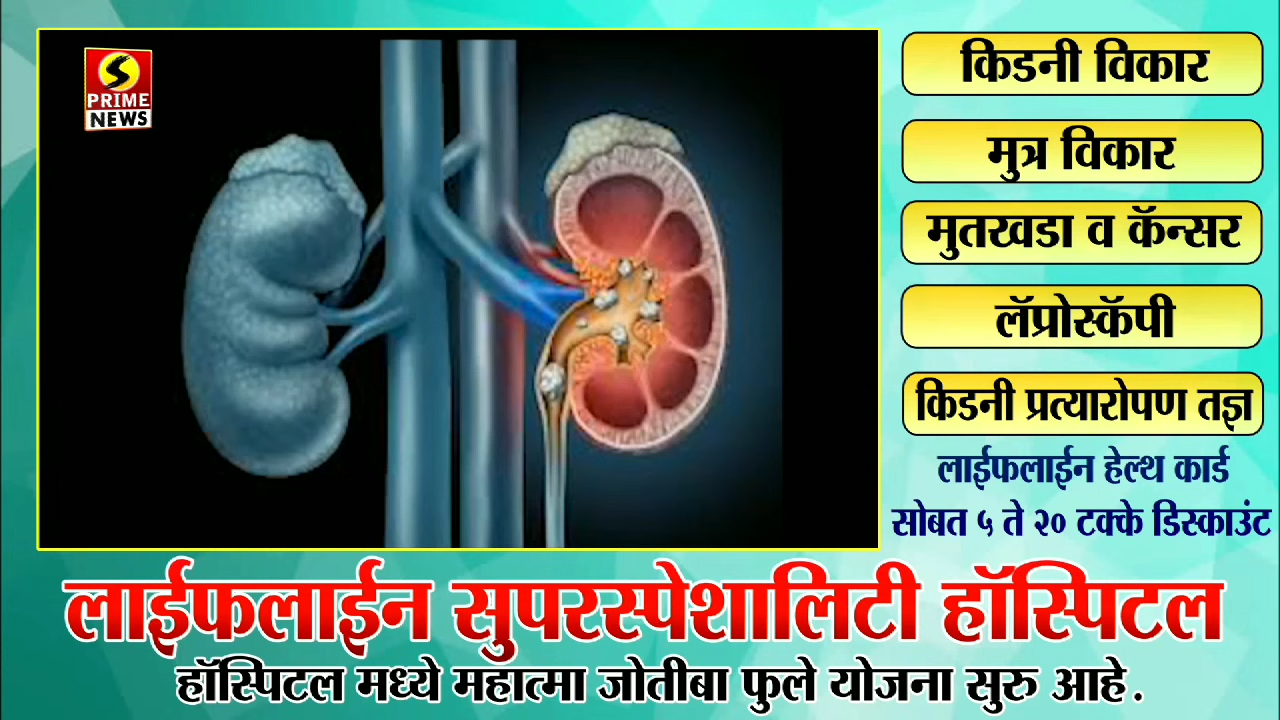 S
PRIME
NEWS
किडनी विकार
मुत्र विकार
मुतखडा व कॅन्सर
लॅप्रोस्कॅपी
किडनी प्रत्यारोपण तज्ञ
लाईफलाईन हेल्थ कार्ड
सोबत ५ ते २० टक्के डिस्काउंट
लाईफलाईन सुपरस्पेशालिटी हॉस्पिटल
हॉस्पिटल मध्ये महात्मा जोतीबा फुले योजना सुरु आहे.